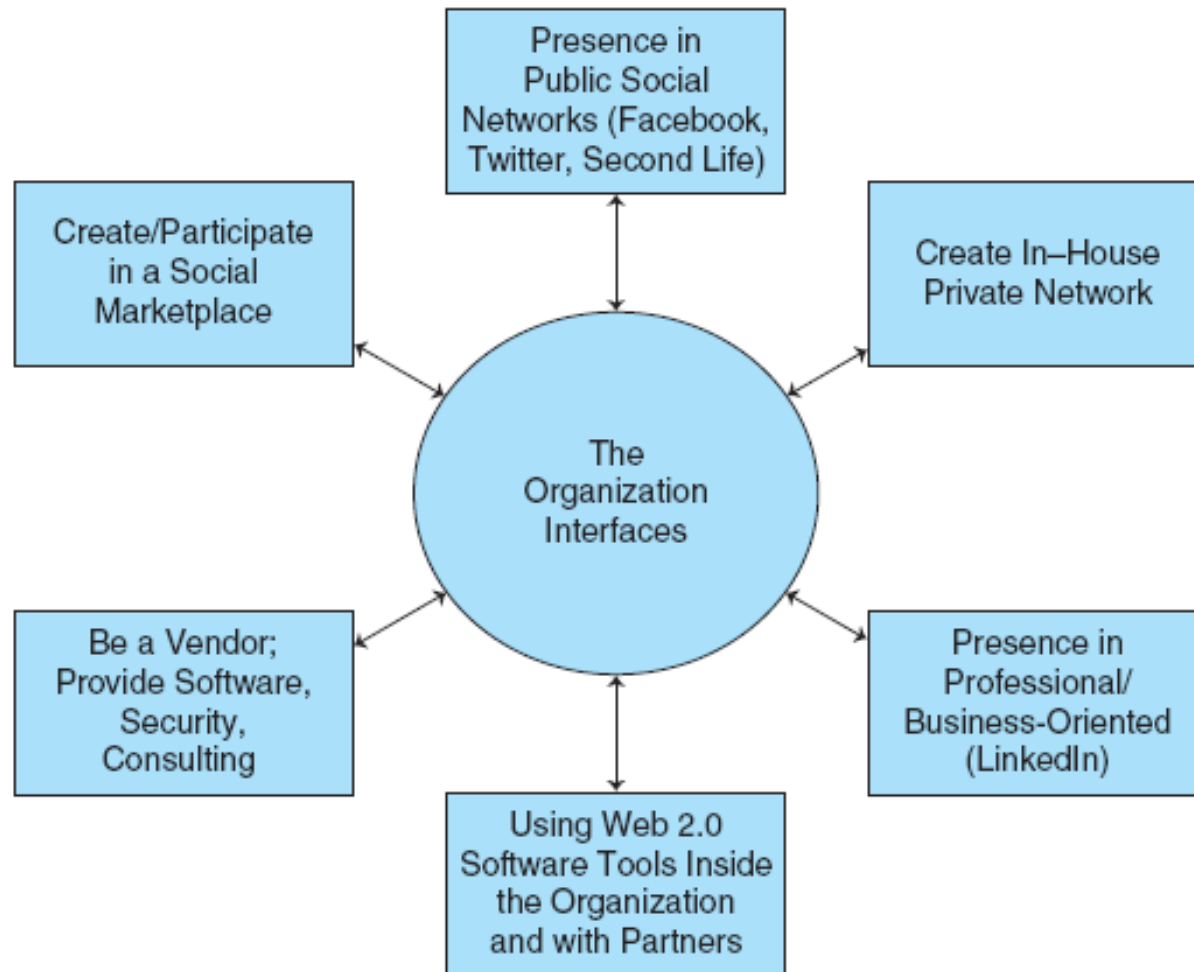 Presence in
Public Social
Networks (Facebook,
Twitter, Second Life)
Create/Participate
in a Social
Marketplace
Create In–House
Private Network
The
Organization
Interfaces
Be a Vendor;
Provide Software,
Security,
Consulting
Presence in
Professional/
Business-Oriented
(LinkedIn)
Using Web 2.0
Software Tools Inside
the Organization
and with Partners